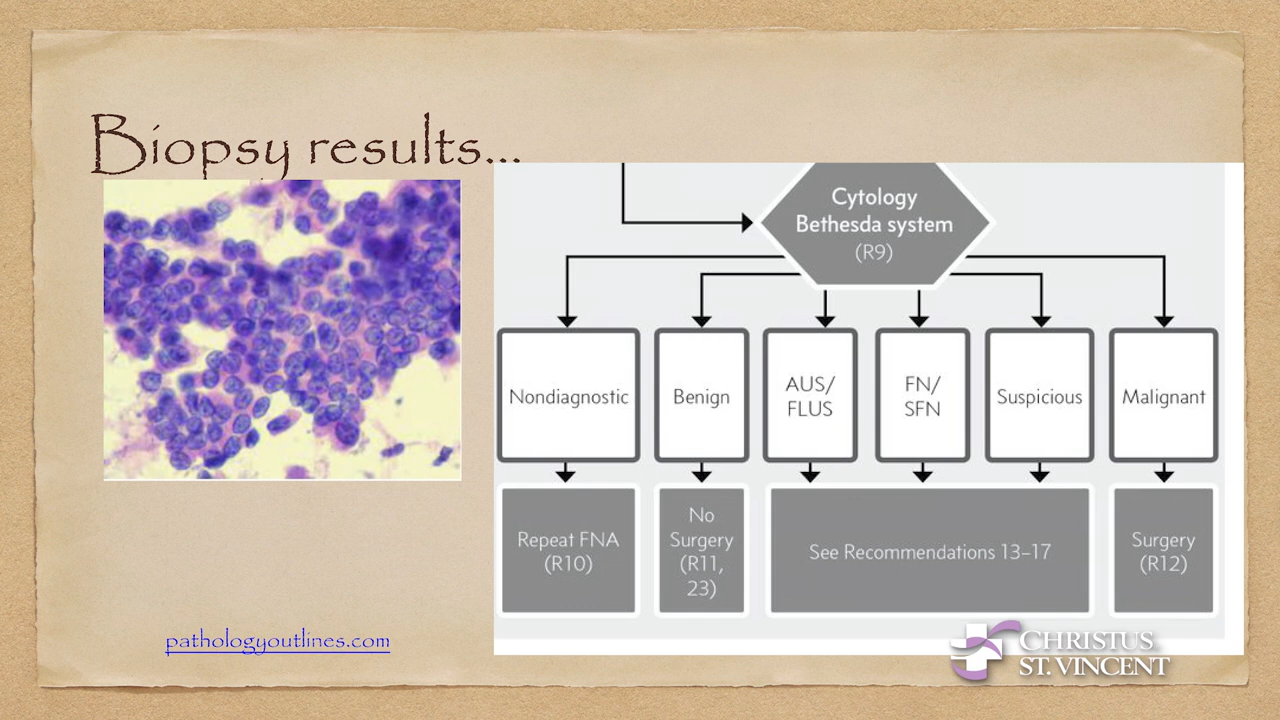 Biopsy results...
Cytology
Bethesda system
(R9)
Nondiagnostic
Benign
AUS/
FLUS
FN/
SFN
Suspicious
Malignant
Repeat FNA
(R10)
No
Surgery
(R11,
23)
See Recommendations 13–17
Surgery
(R12)
pathologyoutlines.com
CHRISTUS
ST. VINCENT